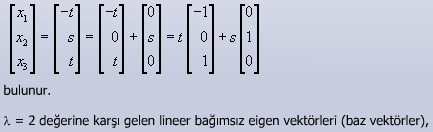 [x₁ x₂ x₃] = [-t s t] = [-t 0 t] + [0 s 0] = t [-1 0 1] + s [0 1 0]
bulunur.
λ = 2 değerine karşı gelen lineer bağımsız eigen vektörleri (baz vektörler),